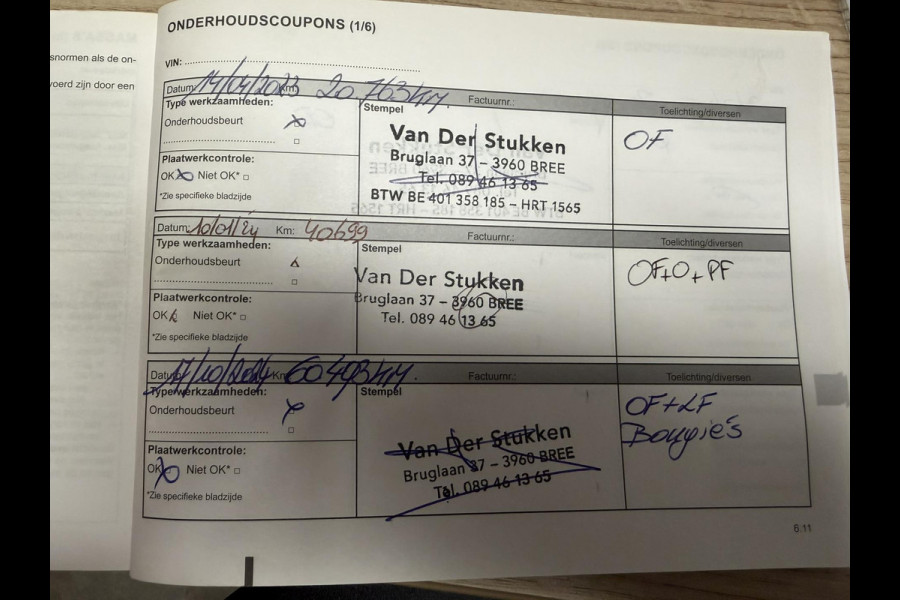 ONDERHOUDSCOUPONS (1/6)
snormen als de on-
voerd zijn door een
VIN:
Datum: 14/04/2023 Km: 20.763 KM. Factuurnr.: Toelichting/diversen
Type werkzaamheden: Stempel
Onderhoudsbeurt
OF
Van Der Stukken
Bruglaan 37 – 3960 BREE
Tel. 089 46 13 65
BTW BE 401 358 185 – HRT 1565
Plaatwerkcontrole:
OK Niet OK*
*Zie specifieke bladzijde
Datum: 10/01/24 Km: 40699 Factuurnr.: Toelichting/diversen
Type werkzaamheden: Stempel
Onderhoudsbeurt
OF+O+PF
Van Der Stukken
Bruglaan 37 – 3960 BREE
Tel. 089 46 13 65
Plaatwerkcontrole:
OK Niet OK*
*Zie specifieke bladzijde
Datum: 17/10/2024 Km: 60493 KM. Factuurnr.: Toelichting/diversen
Type werkzaamheden: Stempel
Onderhoudsbeurt
OF+LF
Bougie's
Van Der Stukken
Bruglaan 37 – 3960 BREE
Tel. 089 46 13 65
Plaatwerkcontrole:
OK Niet OK*
*Zie specifieke bladzijde
6.11